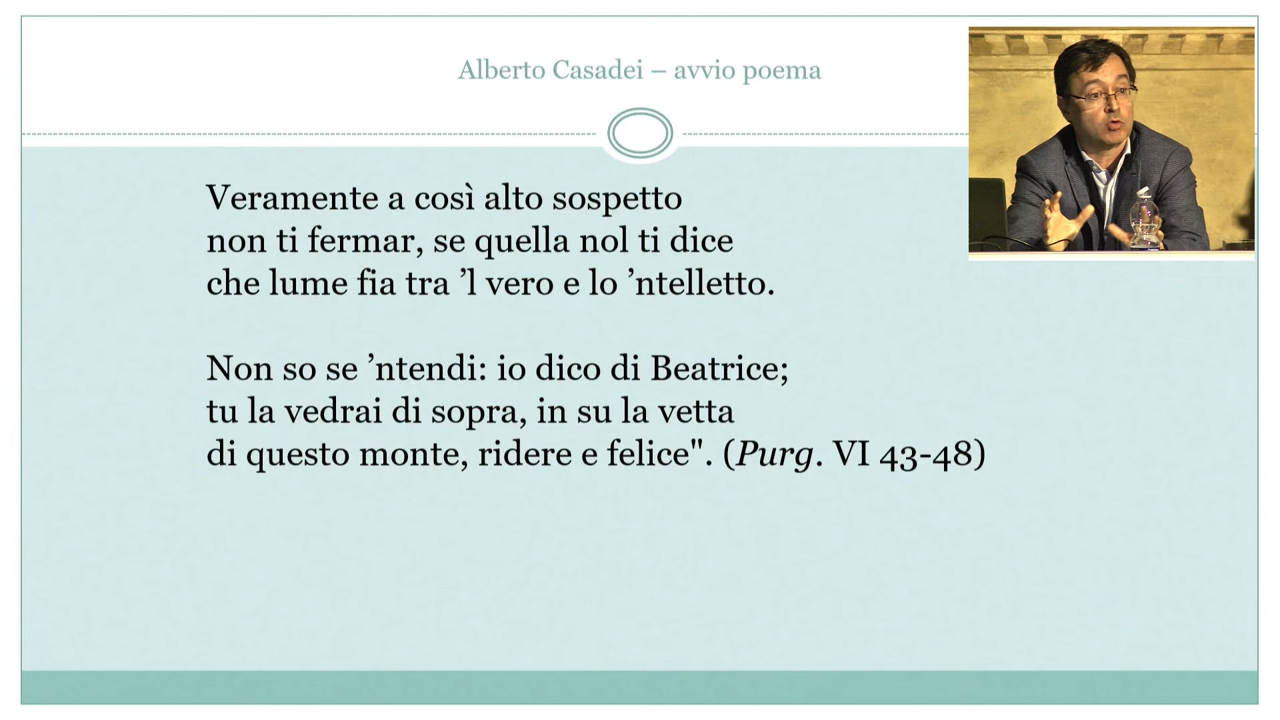 Alberto Casadei – avvio poema
Veramente a così alto sospetto
non ti fermar, se quella nol ti dice
che lume fia tra ’l vero e lo ’ntelletto.
Non so se ’ntendi: io dico di Beatrice;
tu la vedrai di sopra, in su la vetta
di questo monte, ridere e felice". (Purg. VI 43-48)